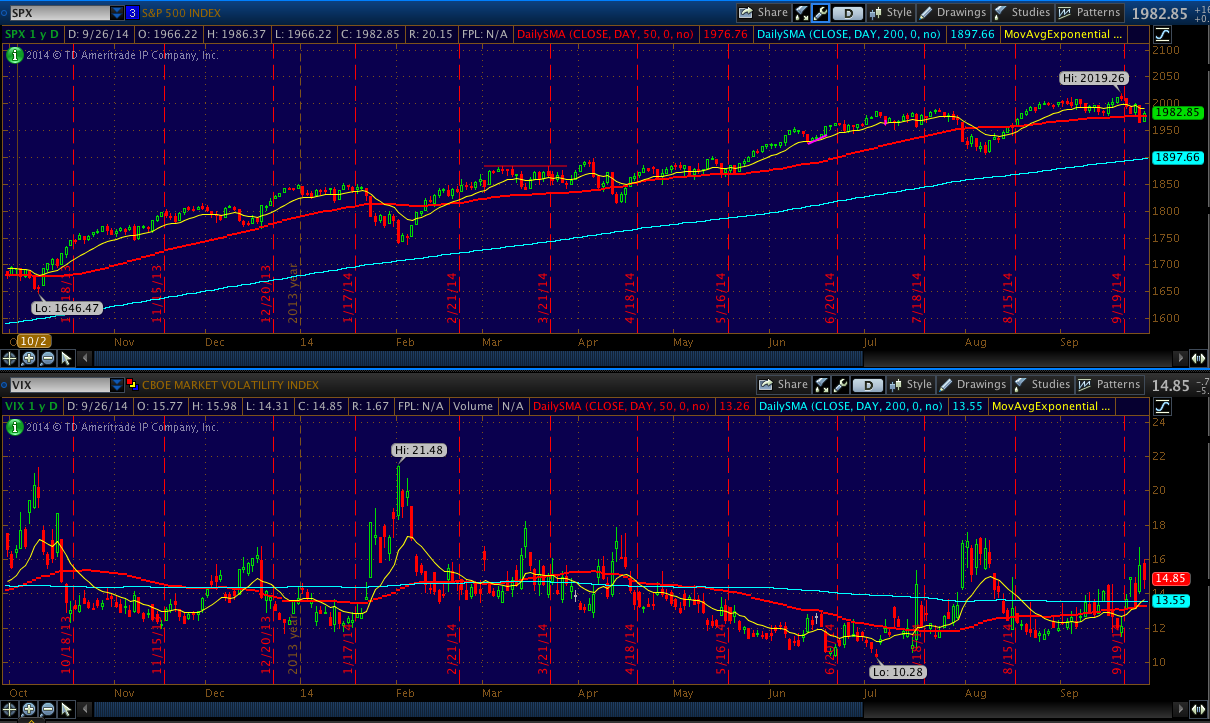 SPX 3 S&P 500 INDEX Share D Style Drawings Studies Patterns 1982.85
SPX 1 y D D: 9/26/14 O: 1966.22 H: 1986.37 L: 1966.22 C: 1982.85 R: 20.15 FPL: N/A DailySMA (CLOSE, DAY, 50, 0, no) 1976.76 DailySMA (CLOSE, DAY, 200, 0, no) 1897.66 MovAvgExponential ...
2014 © TD Ameritrade IP Company, Inc.
2100
Hi: 2019.26
2050
2000
1982.85
1950
1897.66
1850
1800
1750
1700
1650
1600
Lo: 1646.47
11/15/13 12/20/13 2013 year 1/17/14 2/21/14 3/21/14 4/18/14 5/16/14 6/20/14 7/18/14 8/15/14 9/19/14
10/2 Nov Dec 14 Feb Mar Apr May Jun Jul Aug Sep
VIX CBOE MARKET VOLATILITY INDEX Share D Style Drawings Studies Patterns 14.85
VIX 1 y D D: 9/26/14 O: 15.77 H: 15.98 L: 14.31 C: 14.85 R: 1.67 FPL: N/A Volume N/A DailySMA (CLOSE, DAY, 50, 0, no) 13.26 DailySMA (CLOSE, DAY, 200, 0, no) 13.55 MovAvgExponential ...
2014 © TD Ameritrade IP Company, Inc.
24
Hi: 21.48
22
20
18
16
14.85
13.55
12
10
Lo: 10.28
10/18/13 11/15/13 12/20/13 2013 year 1/17/14 2/21/14 3/21/14 4/18/14 5/16/14 8/15/14 9/19/14
Oct Nov Dec 14 Feb Mar Apr May Jun Jul Aug Sep